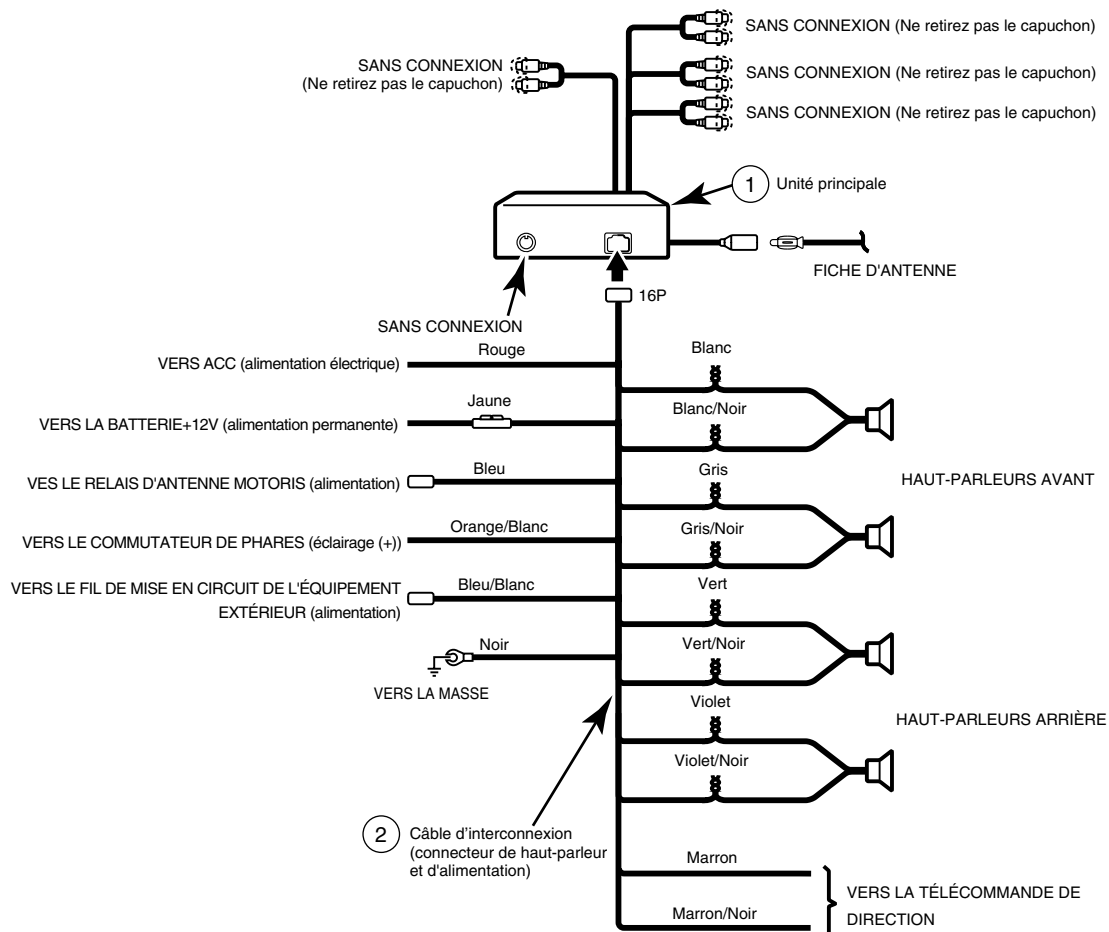 SANS CONNEXION (Ne retirez pas le capuchon)
SANS CONNEXION
(Ne retirez pas le capuchon)
SANS CONNEXION (Ne retirez pas le capuchon)
SANS CONNEXION (Ne retirez pas le capuchon)
1 Unité principale
FICHE D'ANTENNE
16P
SANS CONNEXION
Rouge
VERS ACC (alimentation électrique)
Jaune
VERS LA BATTERIE+12V (alimentation permanente)
Bleu
VES LE RELAIS D'ANTENNE MOTORIS (alimentation)
Orange/Blanc
VERS LE COMMUTATEUR DE PHARES (éclairage (+))
Bleu/Blanc
VERS LE FIL DE MISE EN CIRCUIT DE L'ÉQUIPEMENT
EXTÉRIEUR (alimentation)
Noir
VERS LA MASSE
Blanc
Blanc/Noir
Gris
HAUT-PARLEURS AVANT
Gris/Noir
Vert
Vert/Noir
Violet
HAUT-PARLEURS ARRIÈRE
Violet/Noir
2 Câble d'interconnexion
(connecteur de haut-parleur
et d'alimentation)
Marron
Marron/Noir
VERS LA TÉLÉCOMMANDE DE
DIRECTION